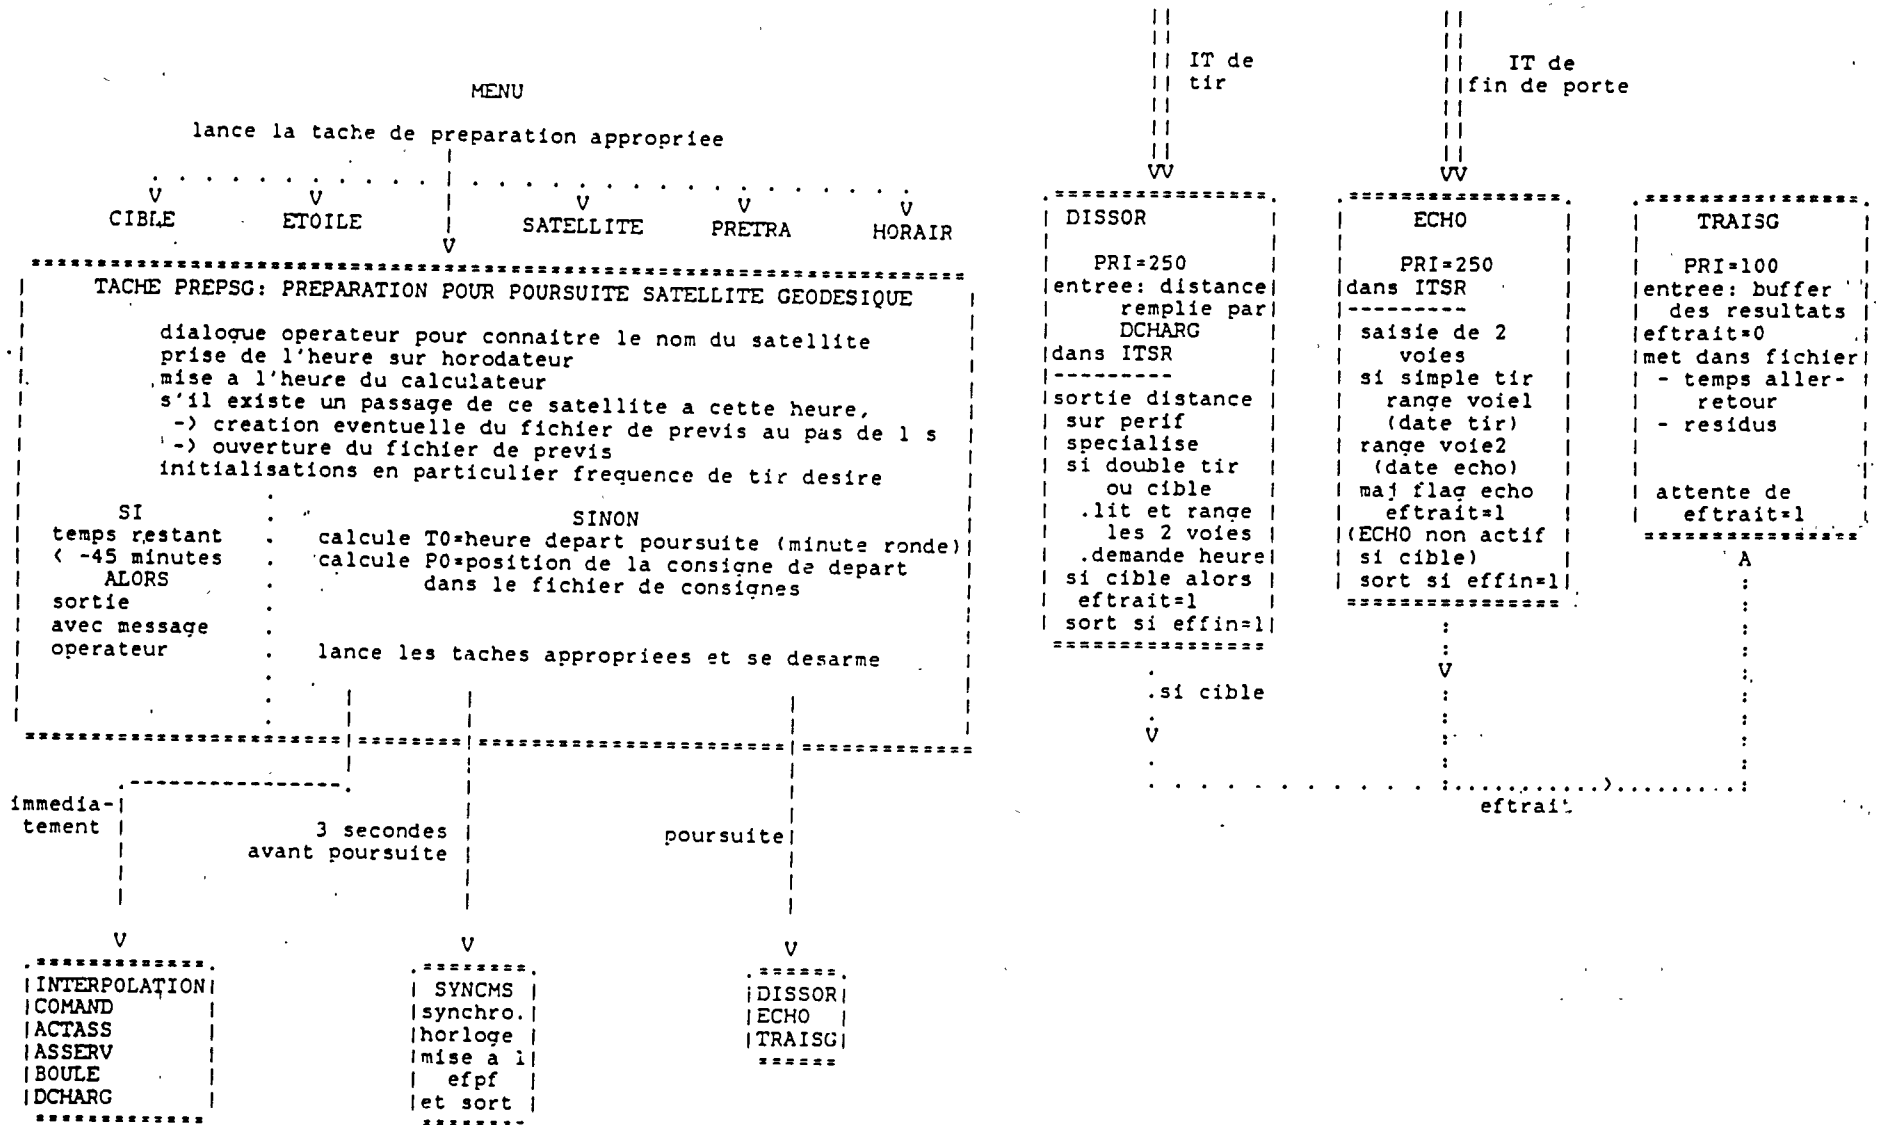 MENU
lance la tache de preparation appropriee
CIBLE ETOILE SATELLITE PRETRA HORAIR
TACHE PREPSG: PREPARATION POUR POURSUITE SATELLITE GEODESIQUE
dialogue operateur pour connaitre le nom du satellite
prise de l'heure sur horodateur
mise a l'heure du calculateur
s'il existe un passage de ce satellite a cette heure,
-) creation eventuelle du fichier de previs au pas de 1 s
-) ouverture du fichier de previs
initialisations en particulier frequence de tir desire
SI
temps restant
< -45 minutes
ALORS
sortie
avec message
operateur
SINON
calcule T0=heure depart poursuite (minute ronde)
calcule P0=position de la consigne de depart
dans le fichier de consignes
lance les taches appropriees et se desarme
immedia-
tement
3 secondes
avant poursuite
poursuite
INTERPOLATION
COMAND
ACTASS
ASSERV
BOULE
DCHARG
SYNCMS
synchro.
horloge
mise a 1
efpf
et sort
DISSOR
ECHO
TRAISG
IT de
tir
IT de
fin de porte
DISSOR
PRI=250
entree: distance
remplie par
DCHARG
dans ITSR
---------
sortie distance
sur perif
specialise
si double tir
ou cible
.lit et range
les 2 voies
.demande heure
si cible alors
eftrait=1
sort si effin=1
ECHO
PRI=250
dans ITSR
---------
saisie de 2
voies
si simple tir
range voie1
(date tir)
range voie2
(date echo)
maj flag echo
eftrait=1
(ECHO non actif
si cible)
sort si effin=1
TRAISG
PRI=100
entree: buffer
des resultats
eftrait=0
met dans fichier
- temps aller-
retour
- residus
attente de
eftrait=1
si cible
eftrait